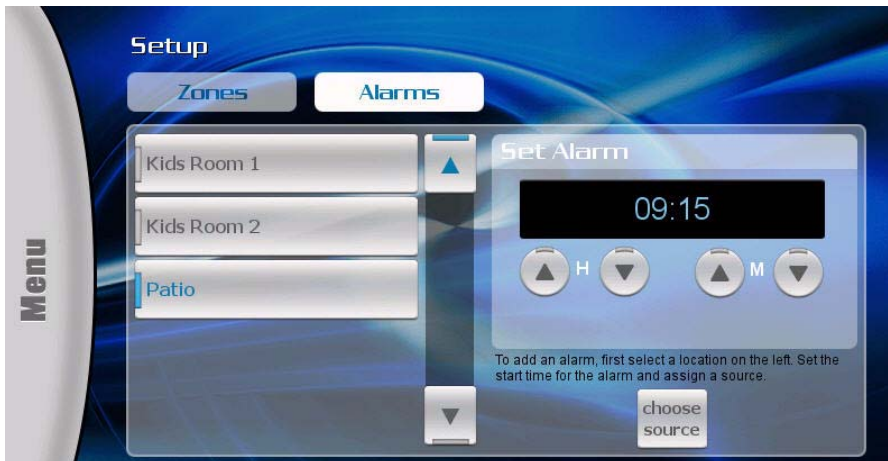 Setup
Zones
Alarms
Kids Room 1
Kids Room 2
Patio
Menu
Set Alarm
09:15
H
M
To add an alarm, first select a location on the left. Set the
start time for the alarm and assign a source.
choose
source